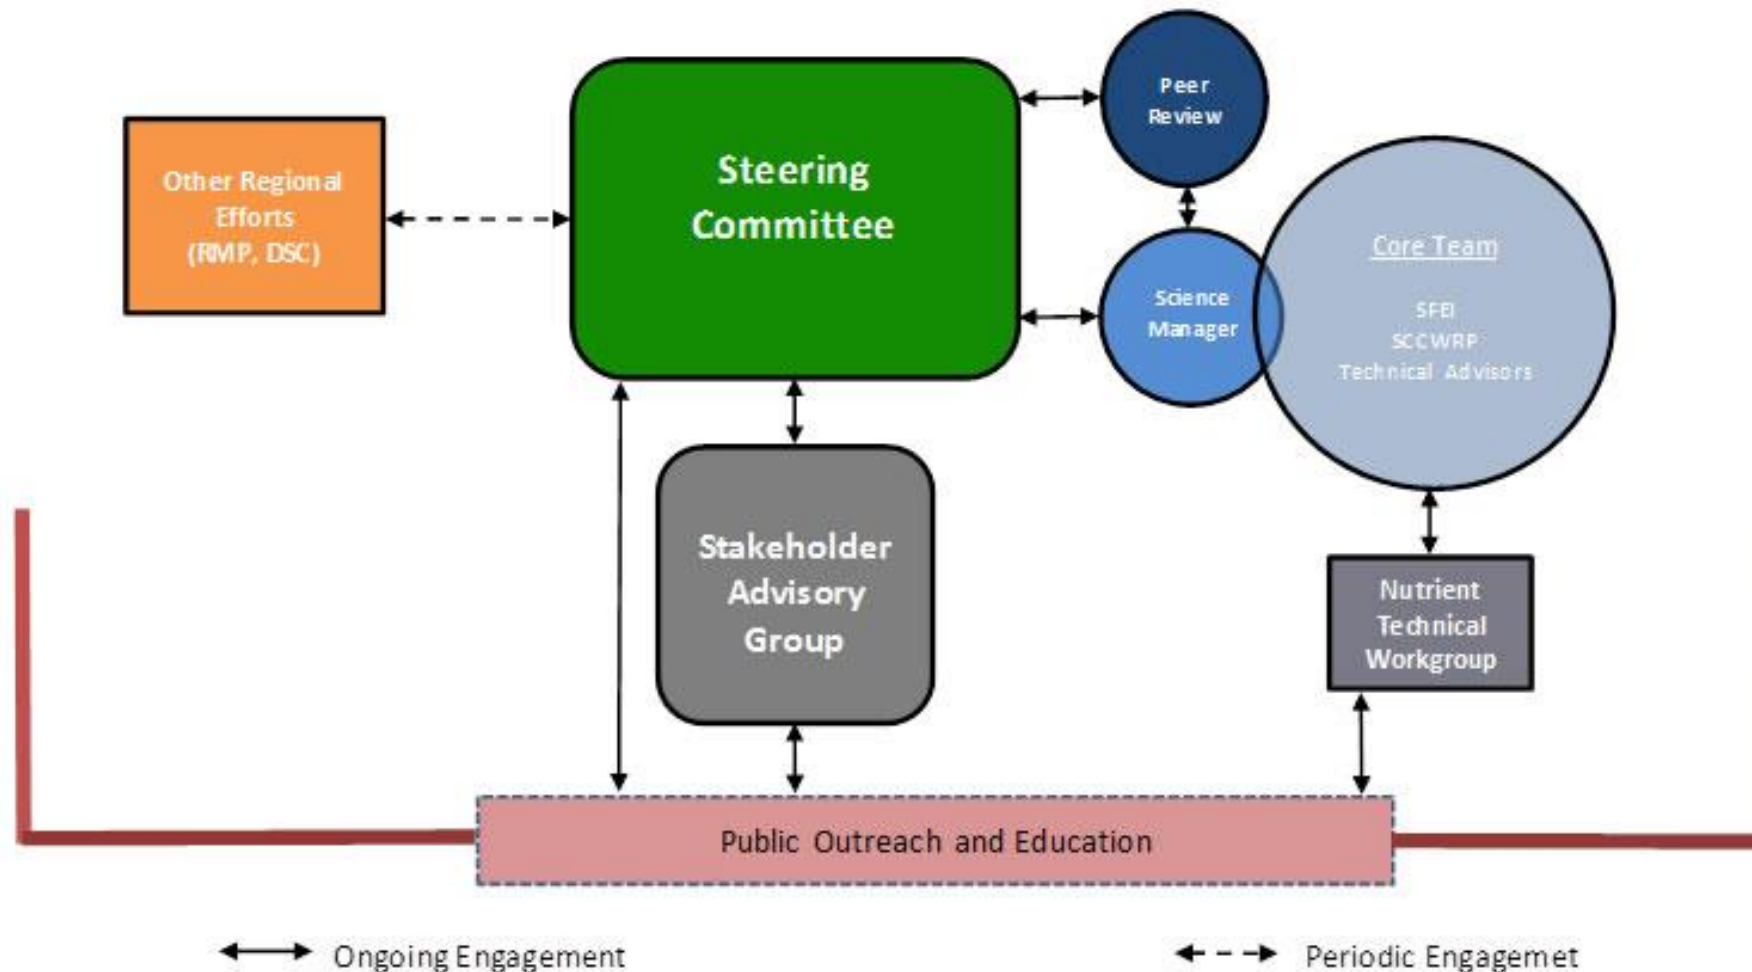 Peer
Review
Steering
Committee
Other Regional
Efforts
(RMP, DSC)
Core Team
SFEI
SCCWRP
Technical Advisors
Science
Manager
Stakeholder
Advisory
Group
Nutrient
Technical
Workgroup
Public Outreach and Education
Ongoing Engagement
Periodic Engagemet